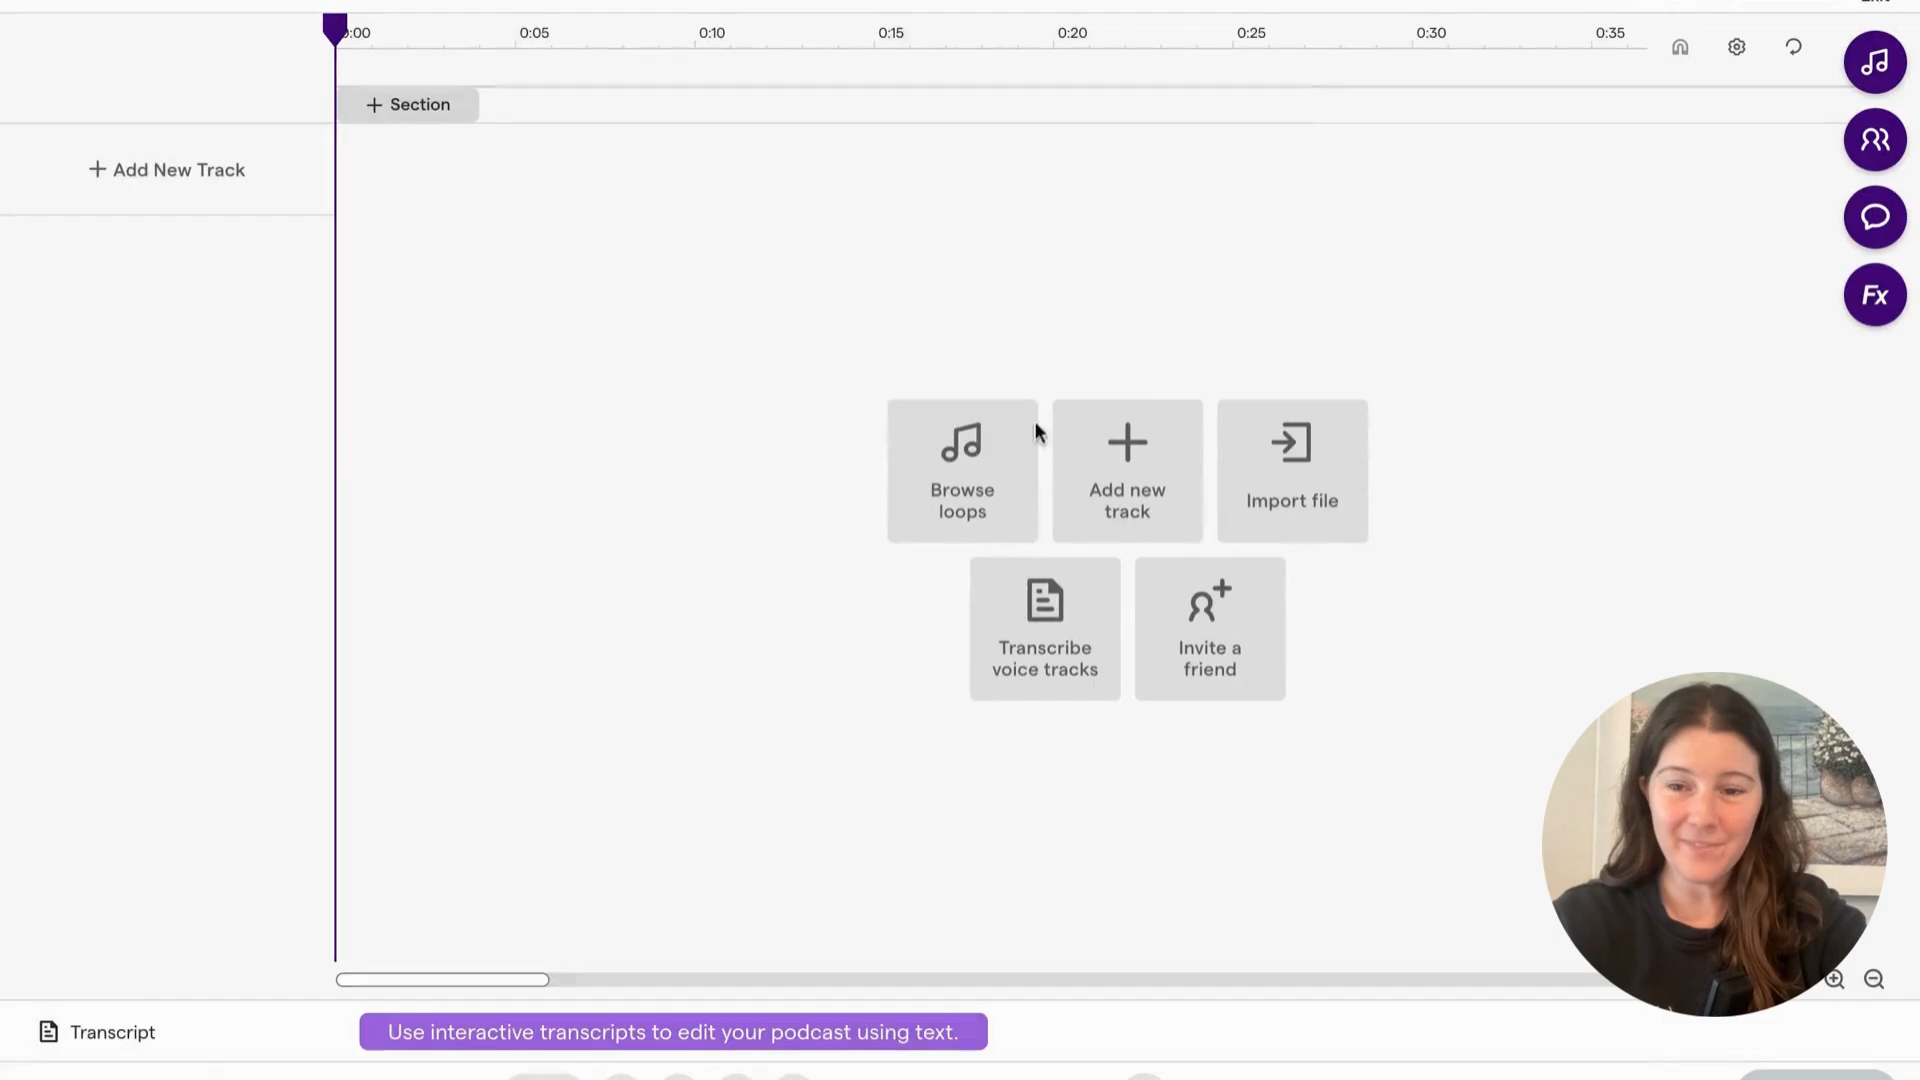 0:00
0:05
0:10
0:15
0:20
0:25
0:30
0:35
+ Section
+ Add New Track
Fx
Browse
loops
Add new
track
Import file
Transcribe
voice tracks
Invite a
friend
Transcript
Use interactive transcripts to edit your podcast using text.